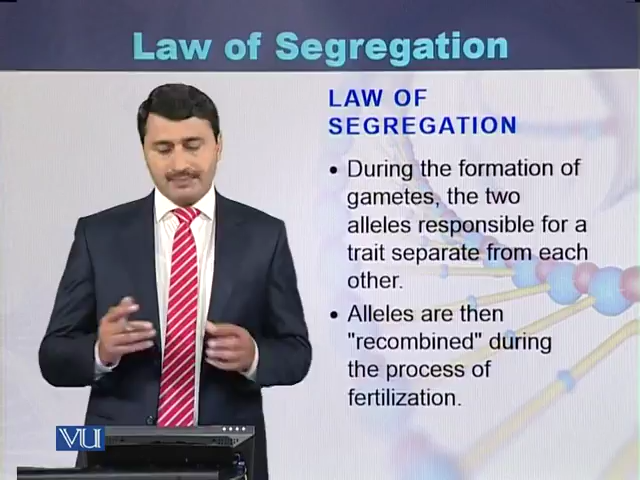 Law of Segregation
LAW OF
SEGREGATION
• During the formation of
gametes, the two
alleles responsible for a
trait separate from each
other.
• Alleles are then
"recombined" during
the process of
fertilization.
VU